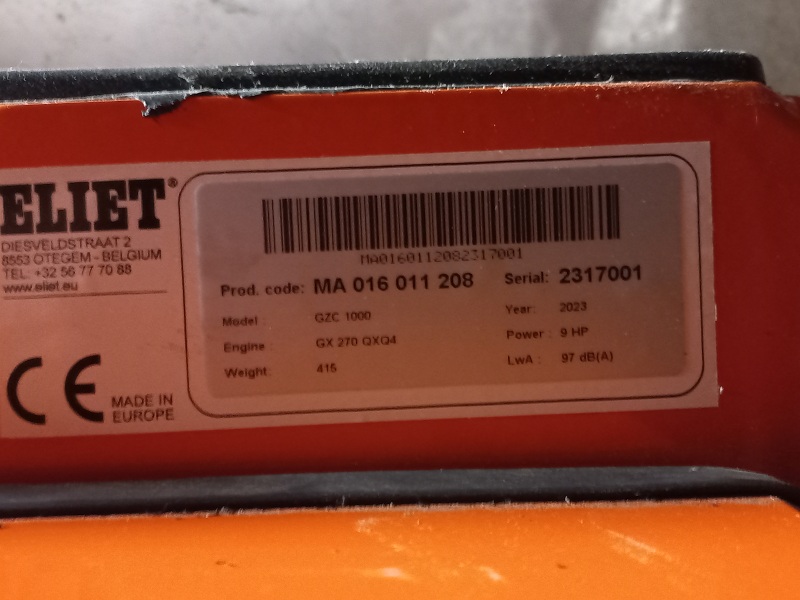 ELIET®
DIESVELDSTRAAT 2
8553 OTEGEM - BELGIUM
TEL: +32 56 77 70 88
www.eliet.eu
CE
MADE IN
EUROPE
MA0160112082317001
Prod. code: MA 016 011 208 Serial: 2317001
Model : GZC 1000 Year: 2023
Engine : GX 270 QXQ4 Power : 9 HP
Weight: 415 LwA : 97 dB(A)